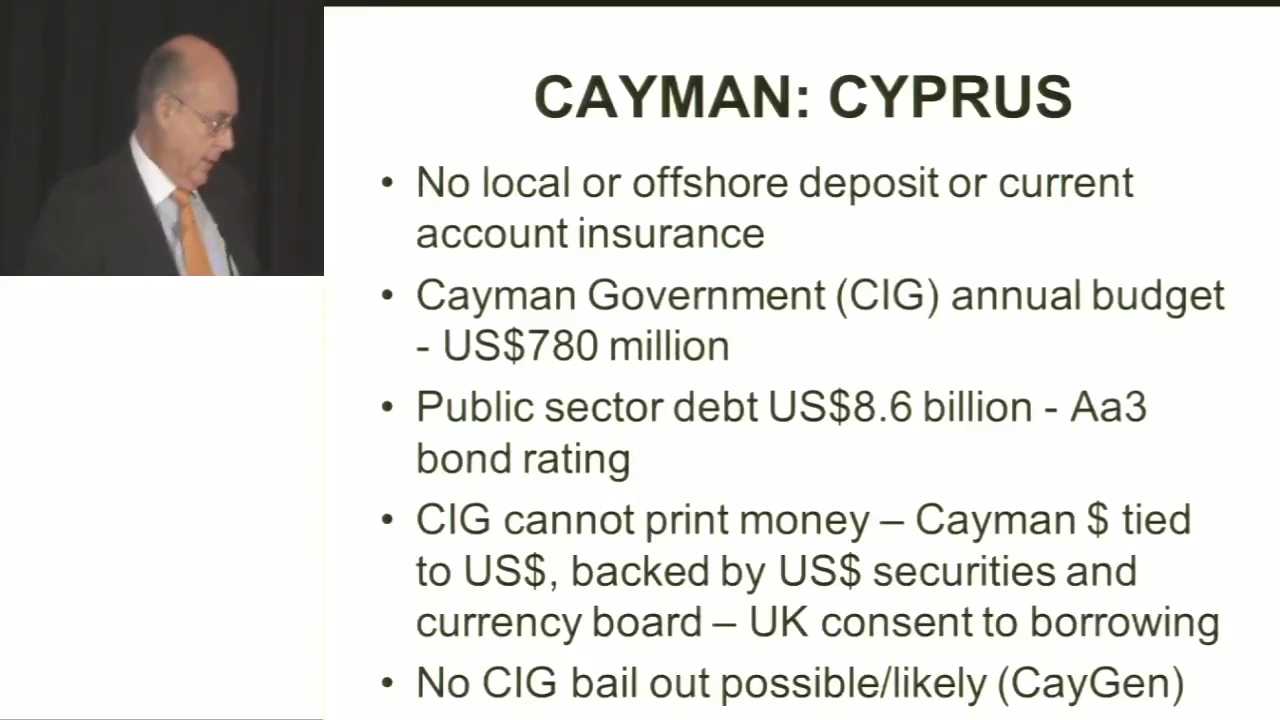 CAYMAN: CYPRUS
• No local or offshore deposit or current
account insurance
• Cayman Government (CIG) annual budget
- US$780 million
• Public sector debt US$8.6 billion - Aa3
bond rating
• CIG cannot print money – Cayman $ tied
to US$, backed by US$ securities and
currency board – UK consent to borrowing
• No CIG bail out possible/likely (CayGen)